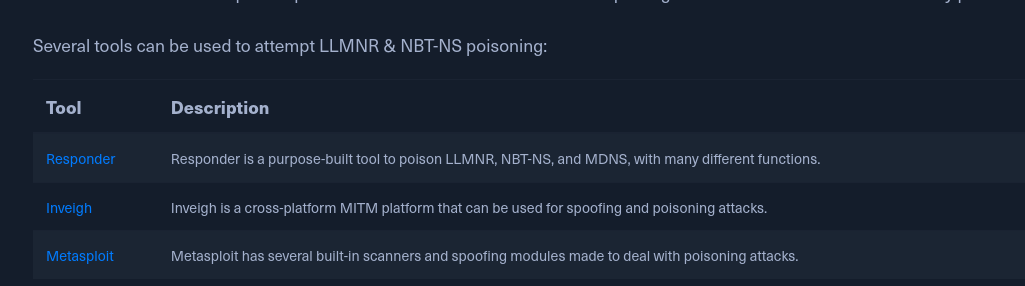 Several tools can be used to attempt LLMNR & NBT-NS poisoning:
Tool Description
Responder Responder is a purpose-built tool to poison LLMNR, NBT-NS, and MDNS, with many different functions.
Inveigh Inveigh is a cross-platform MITM platform that can be used for spoofing and poisoning attacks.
Metasploit Metasploit has several built-in scanners and spoofing modules made to deal with poisoning attacks.